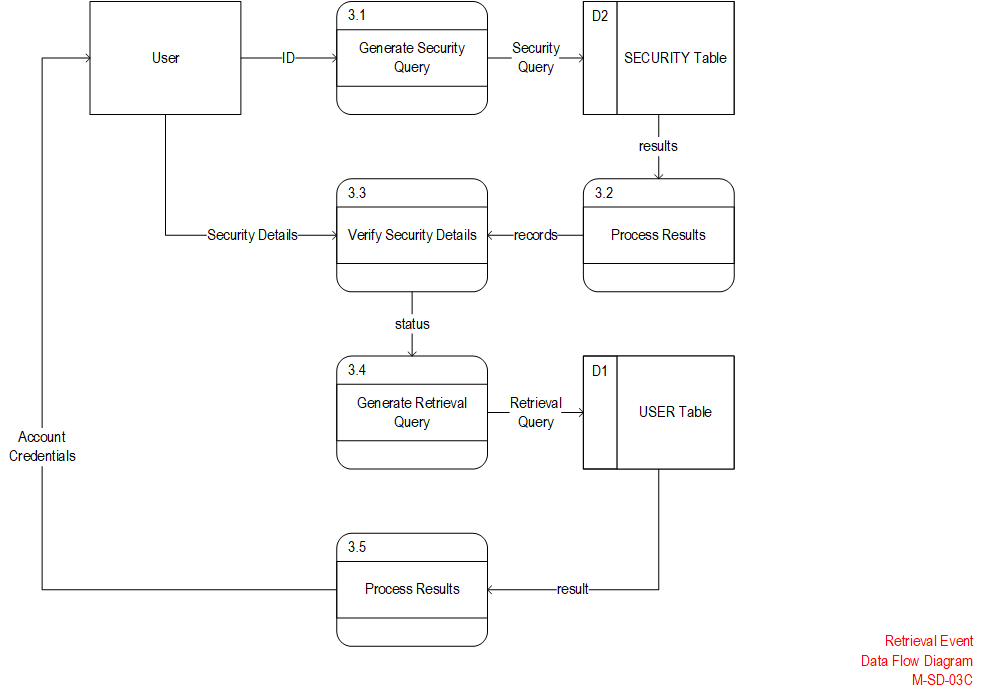 3.1
D2
User
ID
Generate Security
Query
Security
Query
SECURITY Table
results
3.3
3.2
Security Details
Verify Security Details
records
Process Results
status
3.4
D1
Generate Retrieval
Query
Retrieval
Query
USER Table
Account
Credentials
3.5
Process Results
result
Retrieval Event
Data Flow Diagram
M-SD-03C